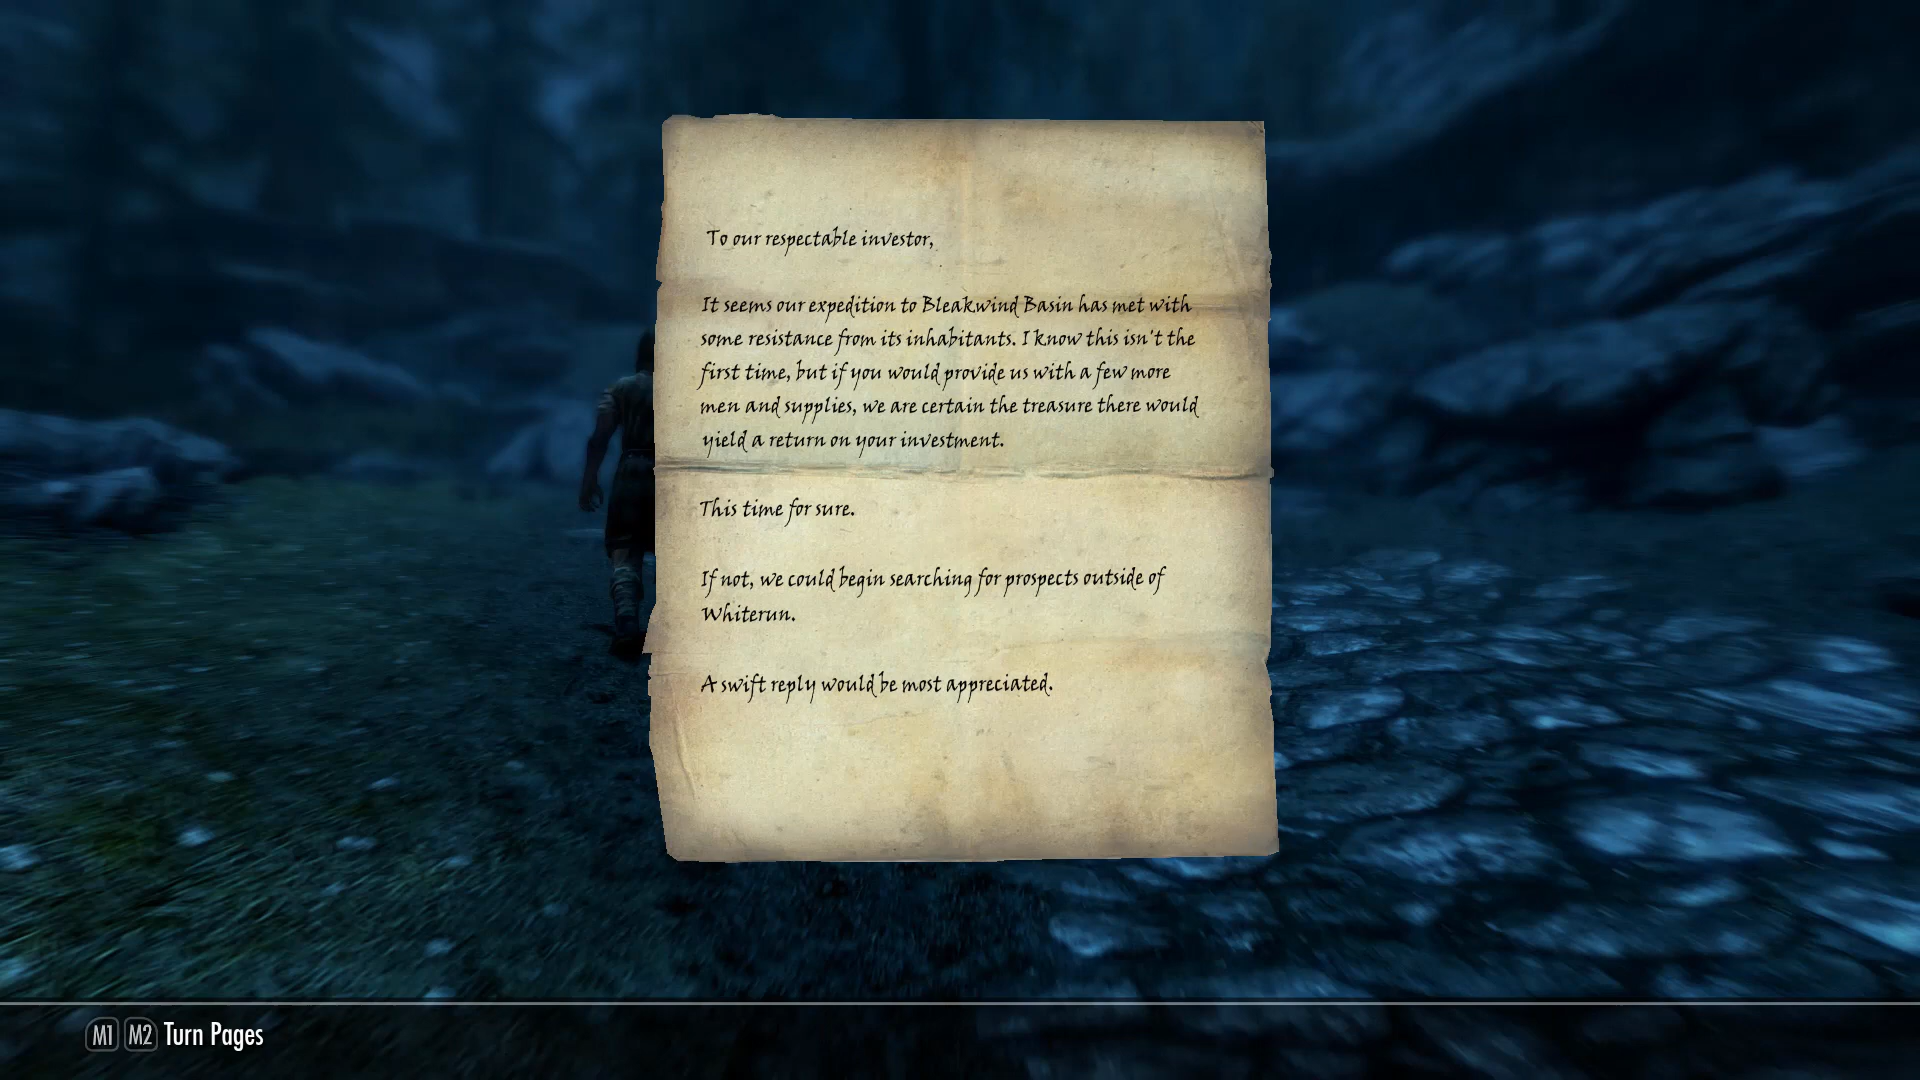 To our respectable investor,
It seems our expedition to Bleakwind Basin has met with
some resistance from its inhabitants. I know this isn't the
first time, but if you would provide us with a few more
men and supplies, we are certain the treasure there would
yield a return on your investment.
This time for sure.
If not, we could begin searching for prospects outside of
Whiterun.
A swift reply would be most appreciated.
M1 M2 Turn Pages